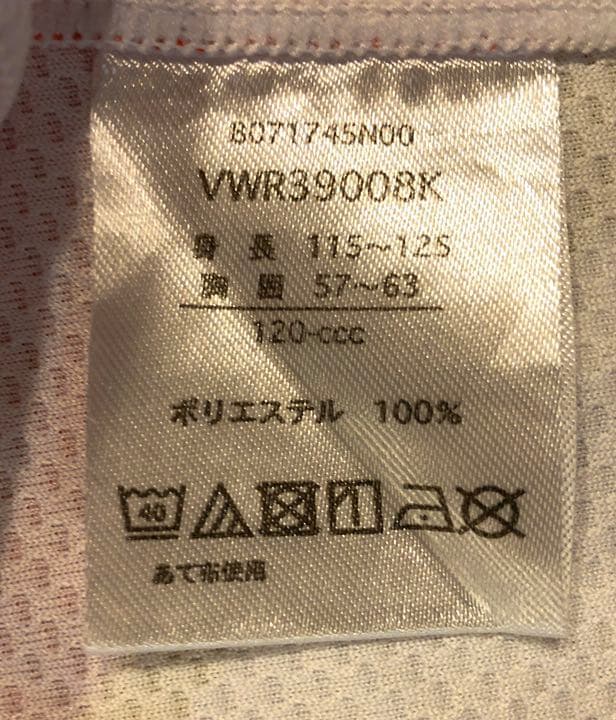 8071745N00
VWR39008K
身長 115〜125
胸囲 57〜63
120-ccc
ポリエステル 100%
40
あて布使用